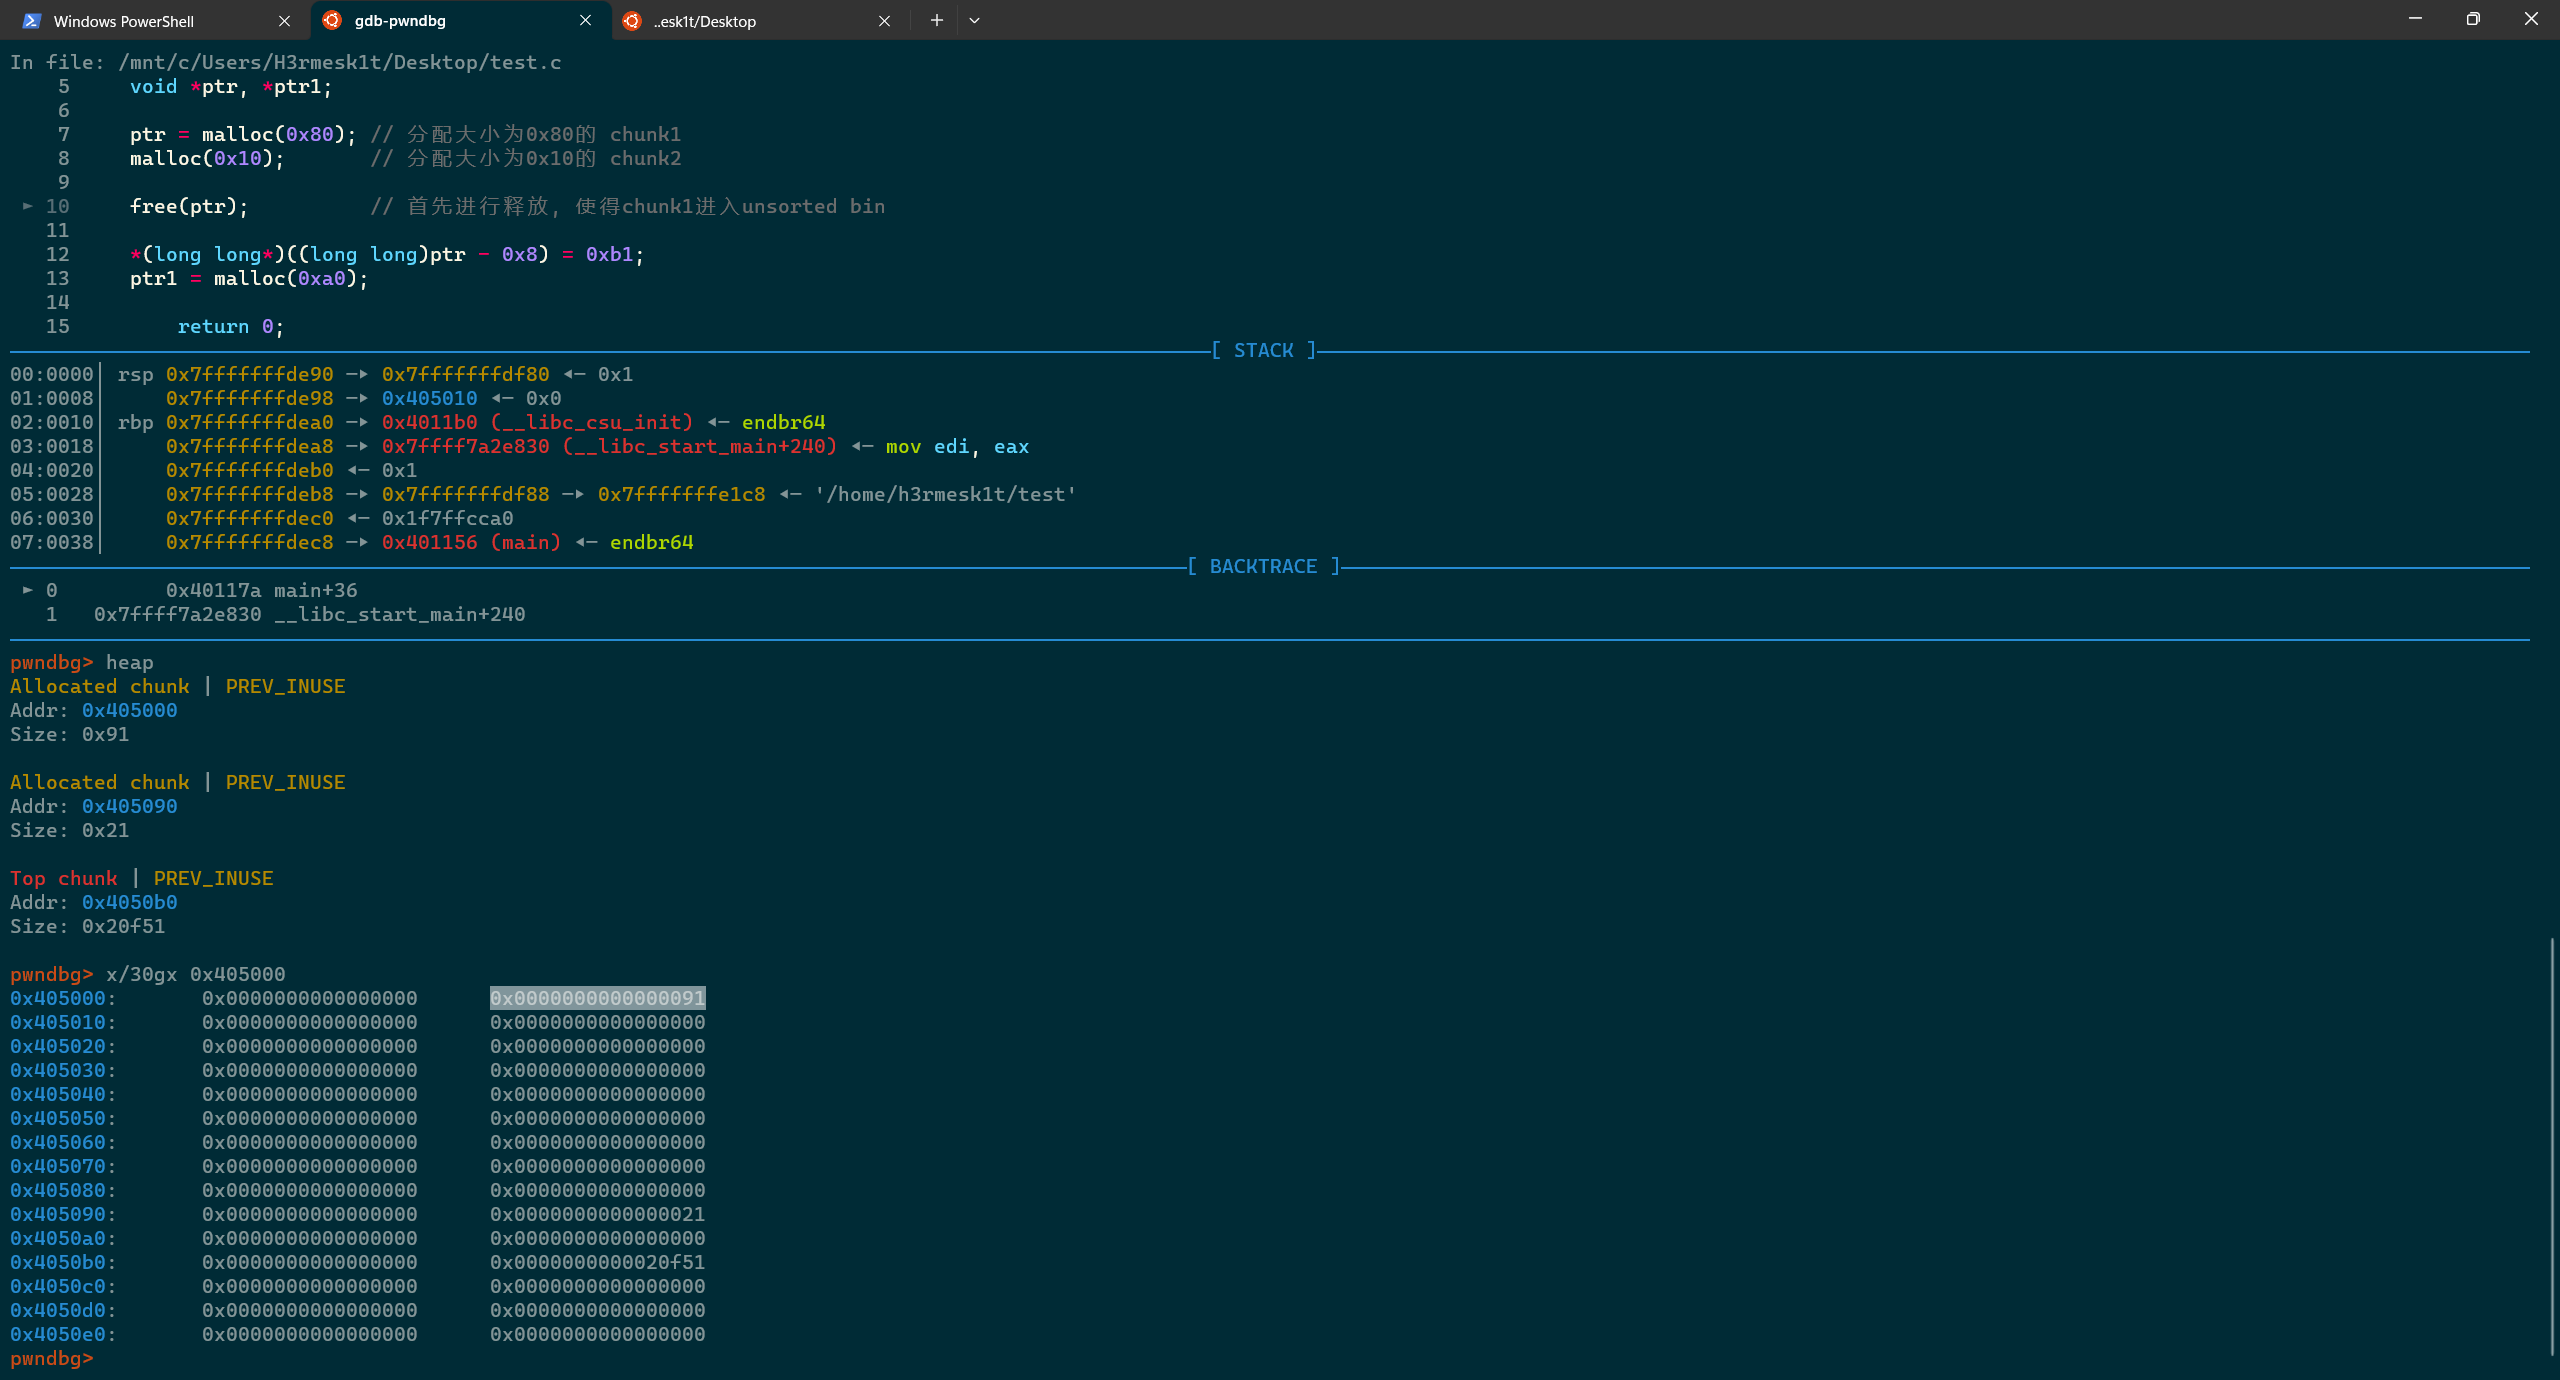 Windows PowerShell
gdb-pwndbg
..esk1t/Desktop
In file: /mnt/c/Users/H3rmesk1t/Desktop/test.c
5     void *ptr, *ptr1;
6
7     ptr = malloc(0x80); // 分配大小为0x80的 chunk1
8     malloc(0x10);       // 分配大小为0x10的 chunk2
9
► 10     free(ptr);          // 首先进行释放, 使得chunk1进入unsorted bin
11
12     *(long long*)((long long)ptr - 0x8) = 0xb1;
13     ptr1 = malloc(0xa0);
14
15         return 0;
[ STACK ]
00:0000│ rsp 0x7fffffffde90 —▸ 0x7fffffffdf80 ◂— 0x1
01:0008│     0x7fffffffde98 —▸ 0x405010 ◂— 0x0
02:0010│ rbp 0x7fffffffdea0 —▸ 0x4011b0 (__libc_csu_init) ◂— endbr64
03:0018│     0x7fffffffdea8 —▸ 0x7ffff7a2e830 (__libc_start_main+240) ◂— mov edi, eax
04:0020│     0x7fffffffdeb0 ◂— 0x1
05:0028│     0x7fffffffdeb8 —▸ 0x7fffffffdf88 —▸ 0x7fffffffe1c8 ◂— '/home/h3rmesk1t/test'
06:0030│     0x7fffffffdec0 ◂— 0x1f7ffcca0
07:0038│     0x7fffffffdec8 —▸ 0x401156 (main) ◂— endbr64
[ BACKTRACE ]
► 0         0x40117a main+36
1   0x7ffff7a2e830 __libc_start_main+240
pwndbg> heap
Allocated chunk | PREV_INUSE
Addr: 0x405000
Size: 0x91
Allocated chunk | PREV_INUSE
Addr: 0x405090
Size: 0x21
Top chunk | PREV_INUSE
Addr: 0x4050b0
Size: 0x20f51
pwndbg> x/30gx 0x405000
0x405000:       0x0000000000000000      0x0000000000000091
0x405010:       0x0000000000000000      0x0000000000000000
0x405020:       0x0000000000000000      0x0000000000000000
0x405030:       0x0000000000000000      0x0000000000000000
0x405040:       0x0000000000000000      0x0000000000000000
0x405050:       0x0000000000000000      0x0000000000000000
0x405060:       0x0000000000000000      0x0000000000000000
0x405070:       0x0000000000000000      0x0000000000000000
0x405080:       0x0000000000000000      0x0000000000000000
0x405090:       0x0000000000000000      0x0000000000000021
0x4050a0:       0x0000000000000000      0x0000000000000000
0x4050b0:       0x0000000000000000      0x0000000000020f51
0x4050c0:       0x0000000000000000      0x0000000000000000
0x4050d0:       0x0000000000000000      0x0000000000000000
0x4050e0:       0x0000000000000000      0x0000000000000000
pwndbg>